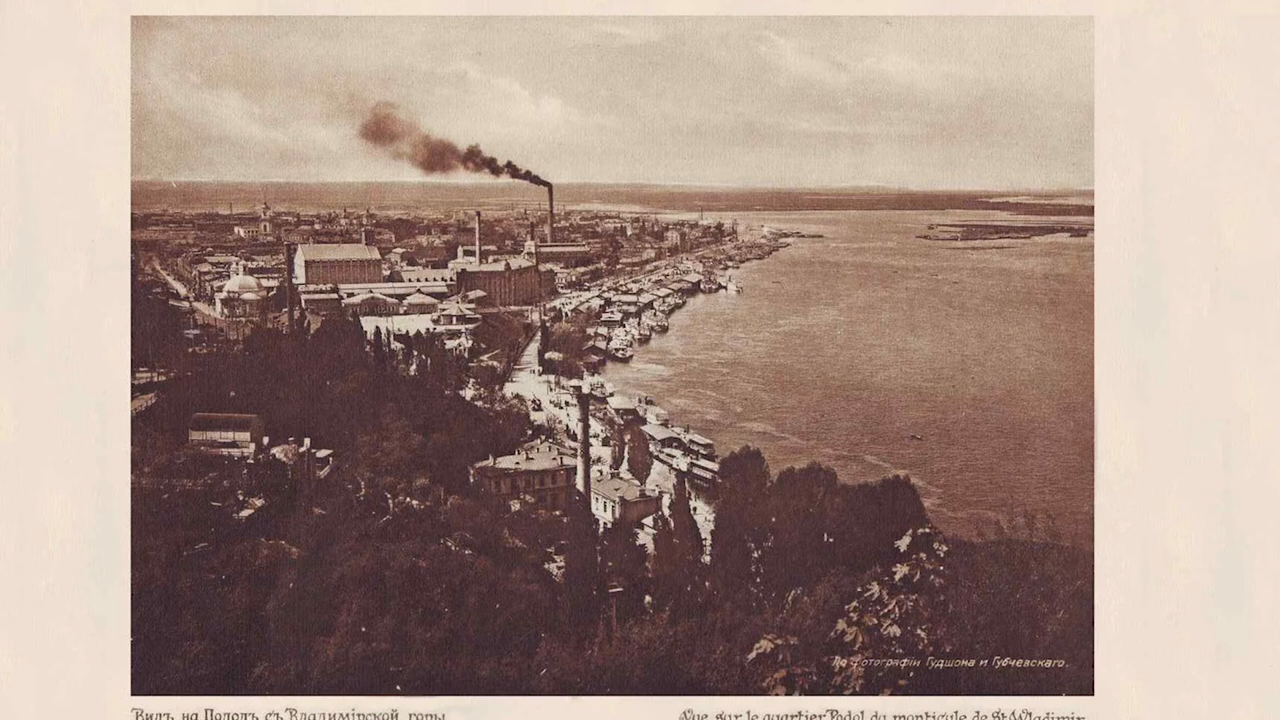 По фотографіи Гудшона и Губчевскаго.
Видъ на Подолъ съ Владимірской горы
Vue sur le quartier Podol du monticule de St. Wladimir